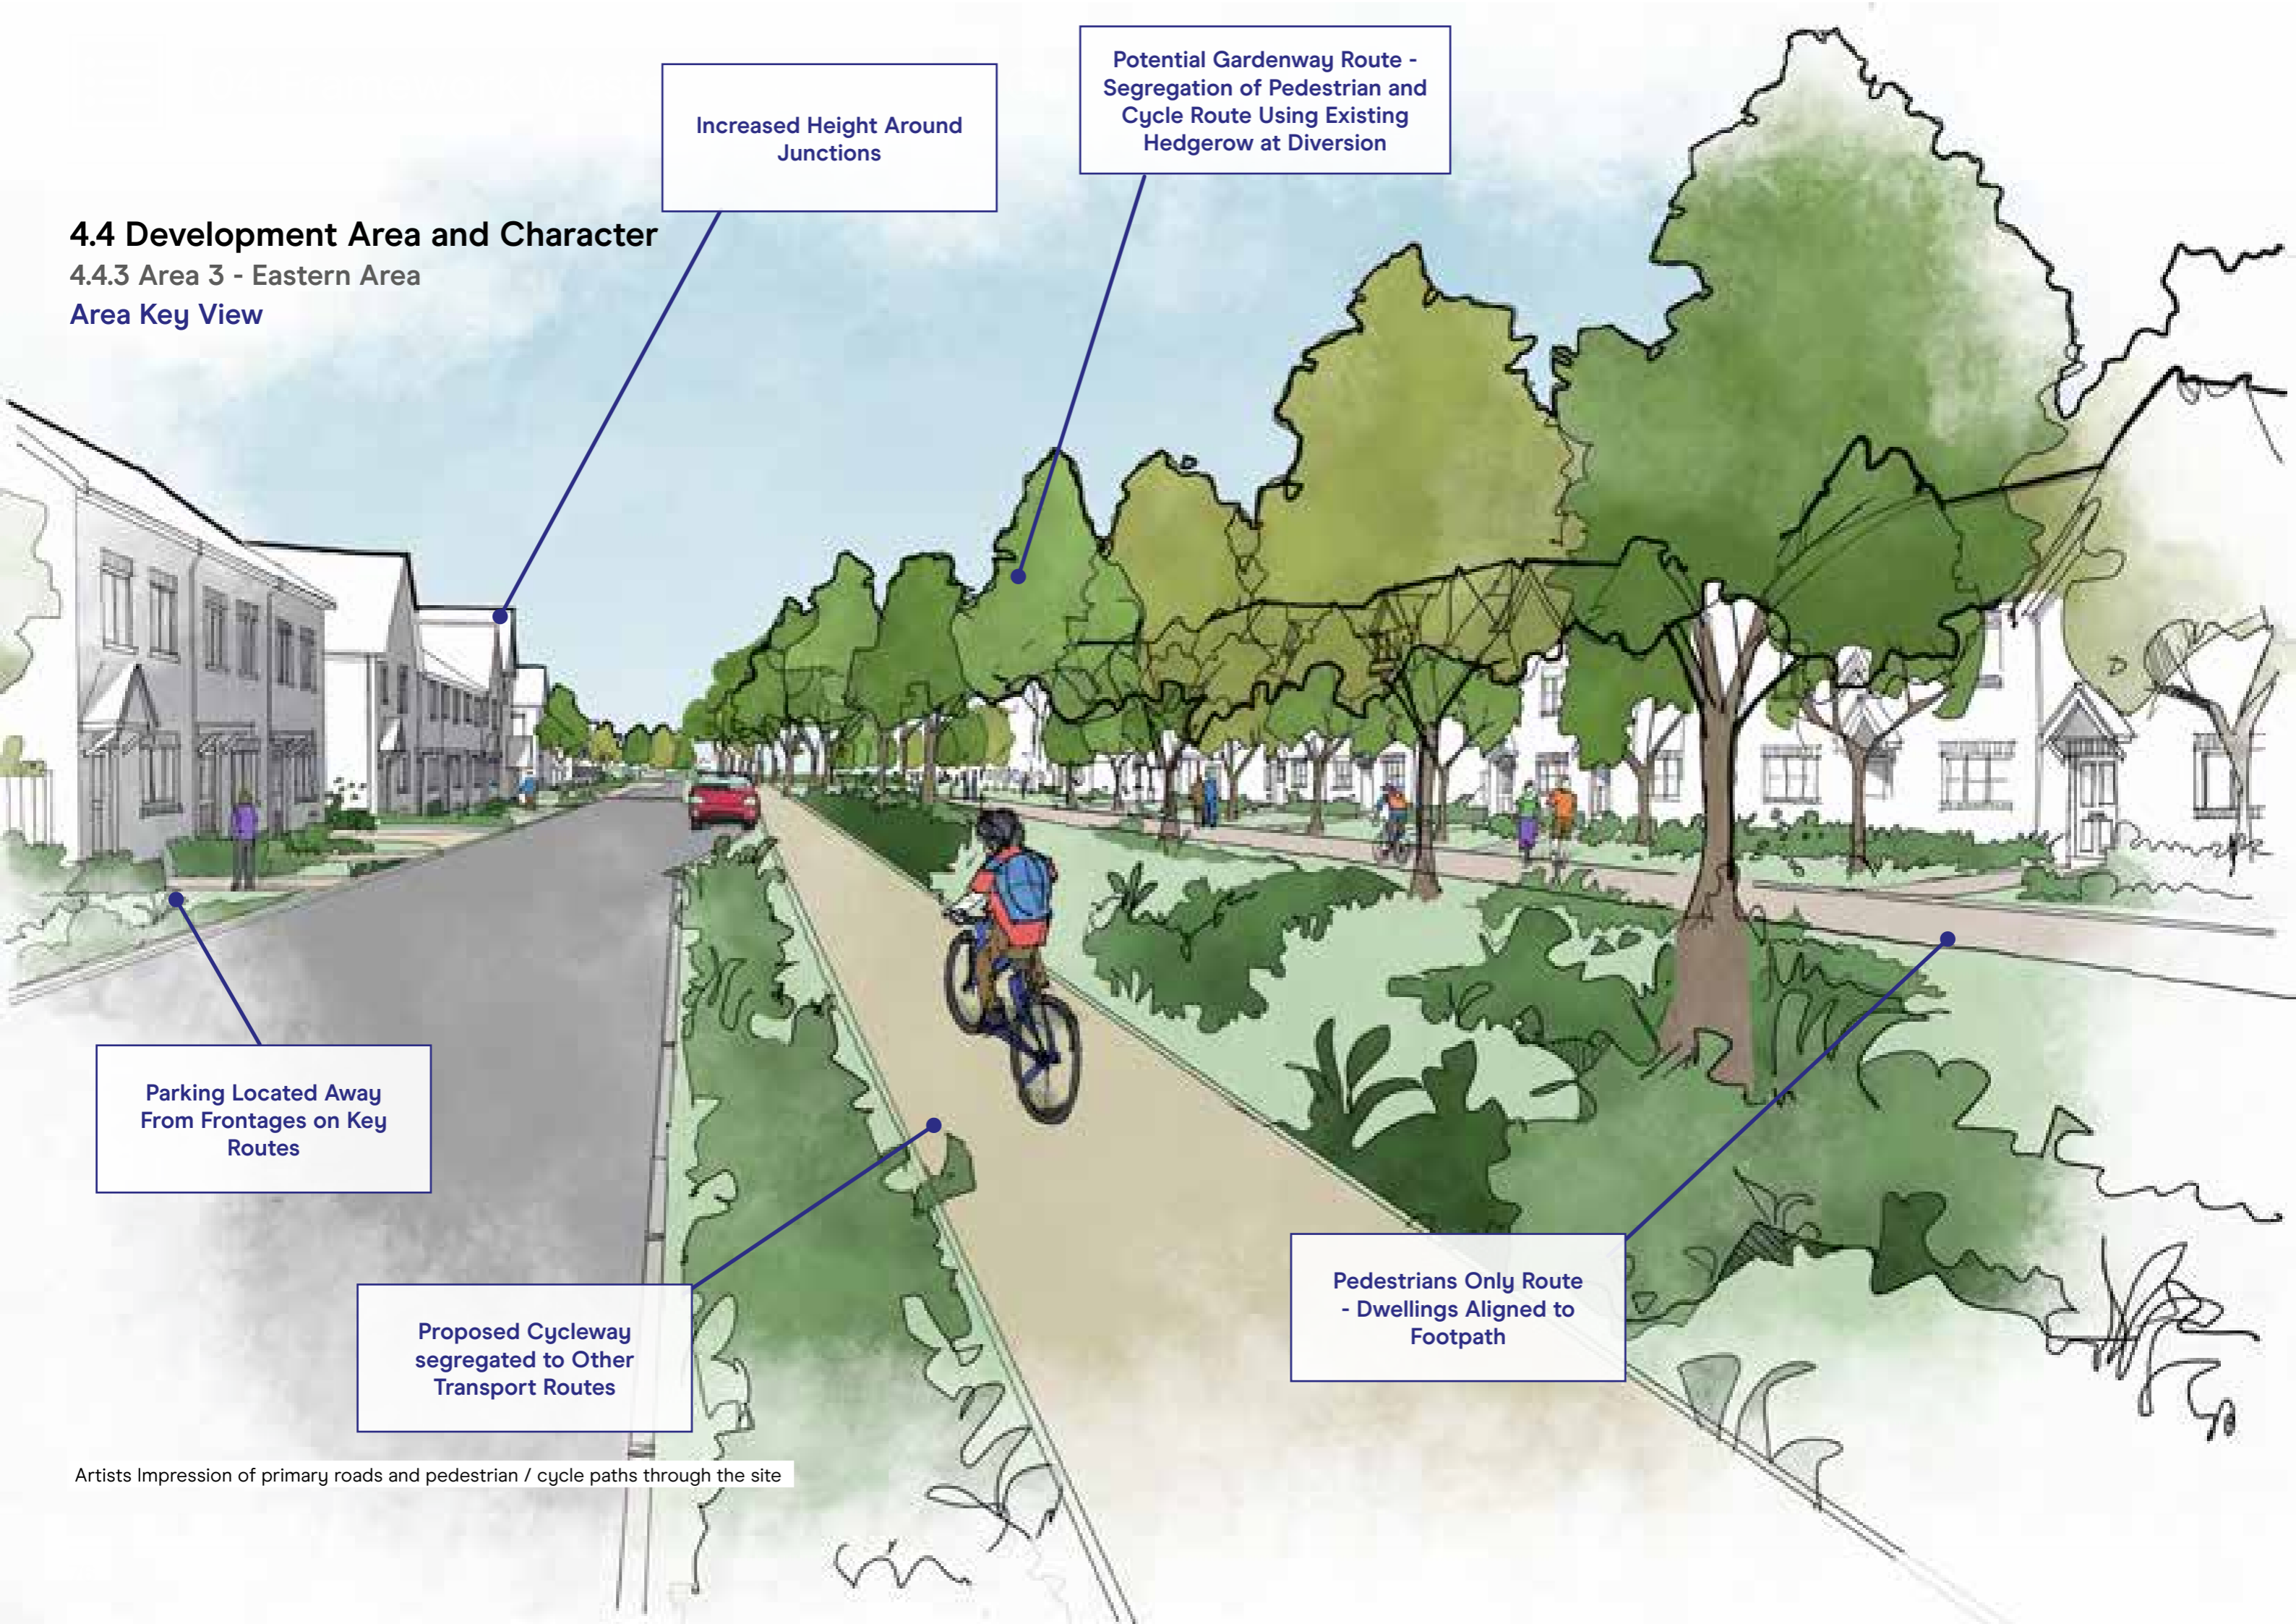 Potential Gardenway Route -
Segregation of Pedestrian and
Cycle Route Using Existing
Hedgerow at Diversion
Increased Height Around
Junctions
4.4 Development Area and Character
4.4.3 Area 3 - Eastern Area
Area Key View
Parking Located Away
From Frontages on Key
Routes
Proposed Cycleway
segregated to Other
Transport Routes
Pedestrians Only Route
- Dwellings Aligned to
Footpath
Artists Impression of primary roads and pedestrian / cycle paths through the site